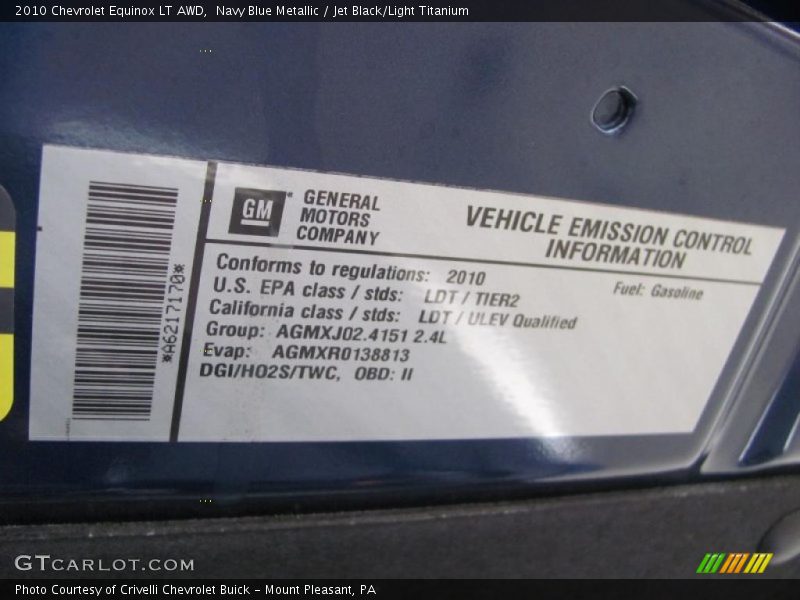 2010 Chevrolet Equinox LT AWD, Navy Blue Metallic / Jet Black/Light Titanium
*A6217170*
GM
GENERAL
MOTORS
COMPANY
VEHICLE EMISSION CONTROL
INFORMATION
Conforms to regulations: 2010
Fuel: Gasoline
U.S. EPA class / stds: LDT / TIER2
California class / stds: LDT / ULEV Qualified
Group: AGMXJ02.4151 2.4L
Evap: AGMXR0138813
DGI/HO2S/TWC, OBD: II
GTCARLOT.COM
Photo Courtesy of Crivelli Chevrolet Buick – Mount Pleasant, PA